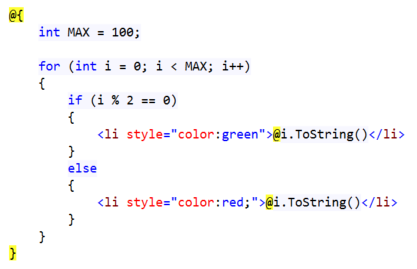 @{
    int MAX = 100;

    for (int i = 0; i < MAX; i++)
    {
        if (i % 2 == 0)
        {
            <li style="color:green">@i.ToString()</li>
        }
        else
        {
            <li style="color:red;">@i.ToString()</li>
        }
    }
}